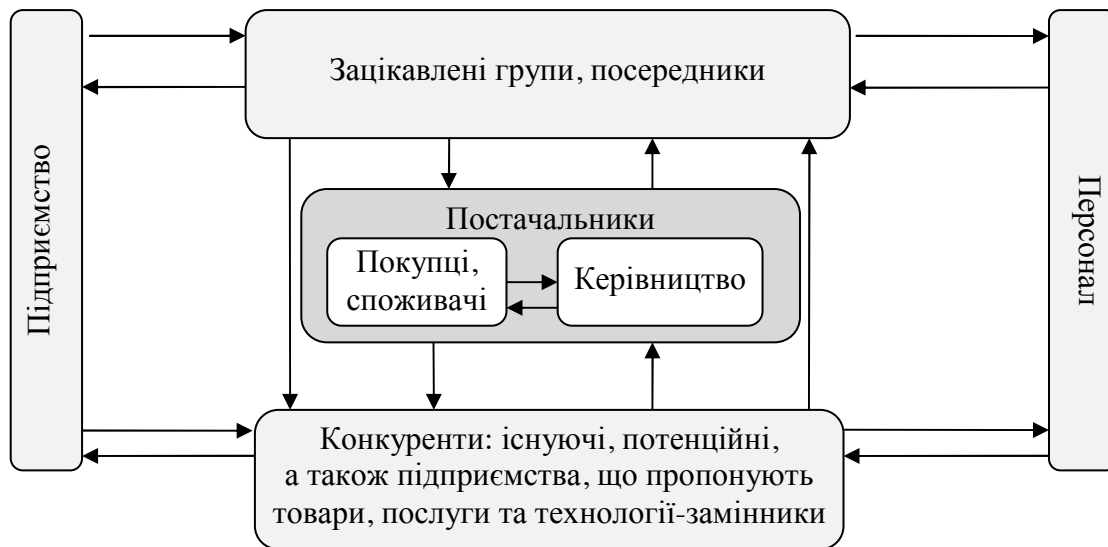 Підприємство
Зацікавлені групи, посередники
Постачальники
Покупці,
споживачі
Керівництво
Конкуренти: існуючі, потенційні,
а також підприємства, що пропонують
товари, послуги та технології-замінники
Персонал